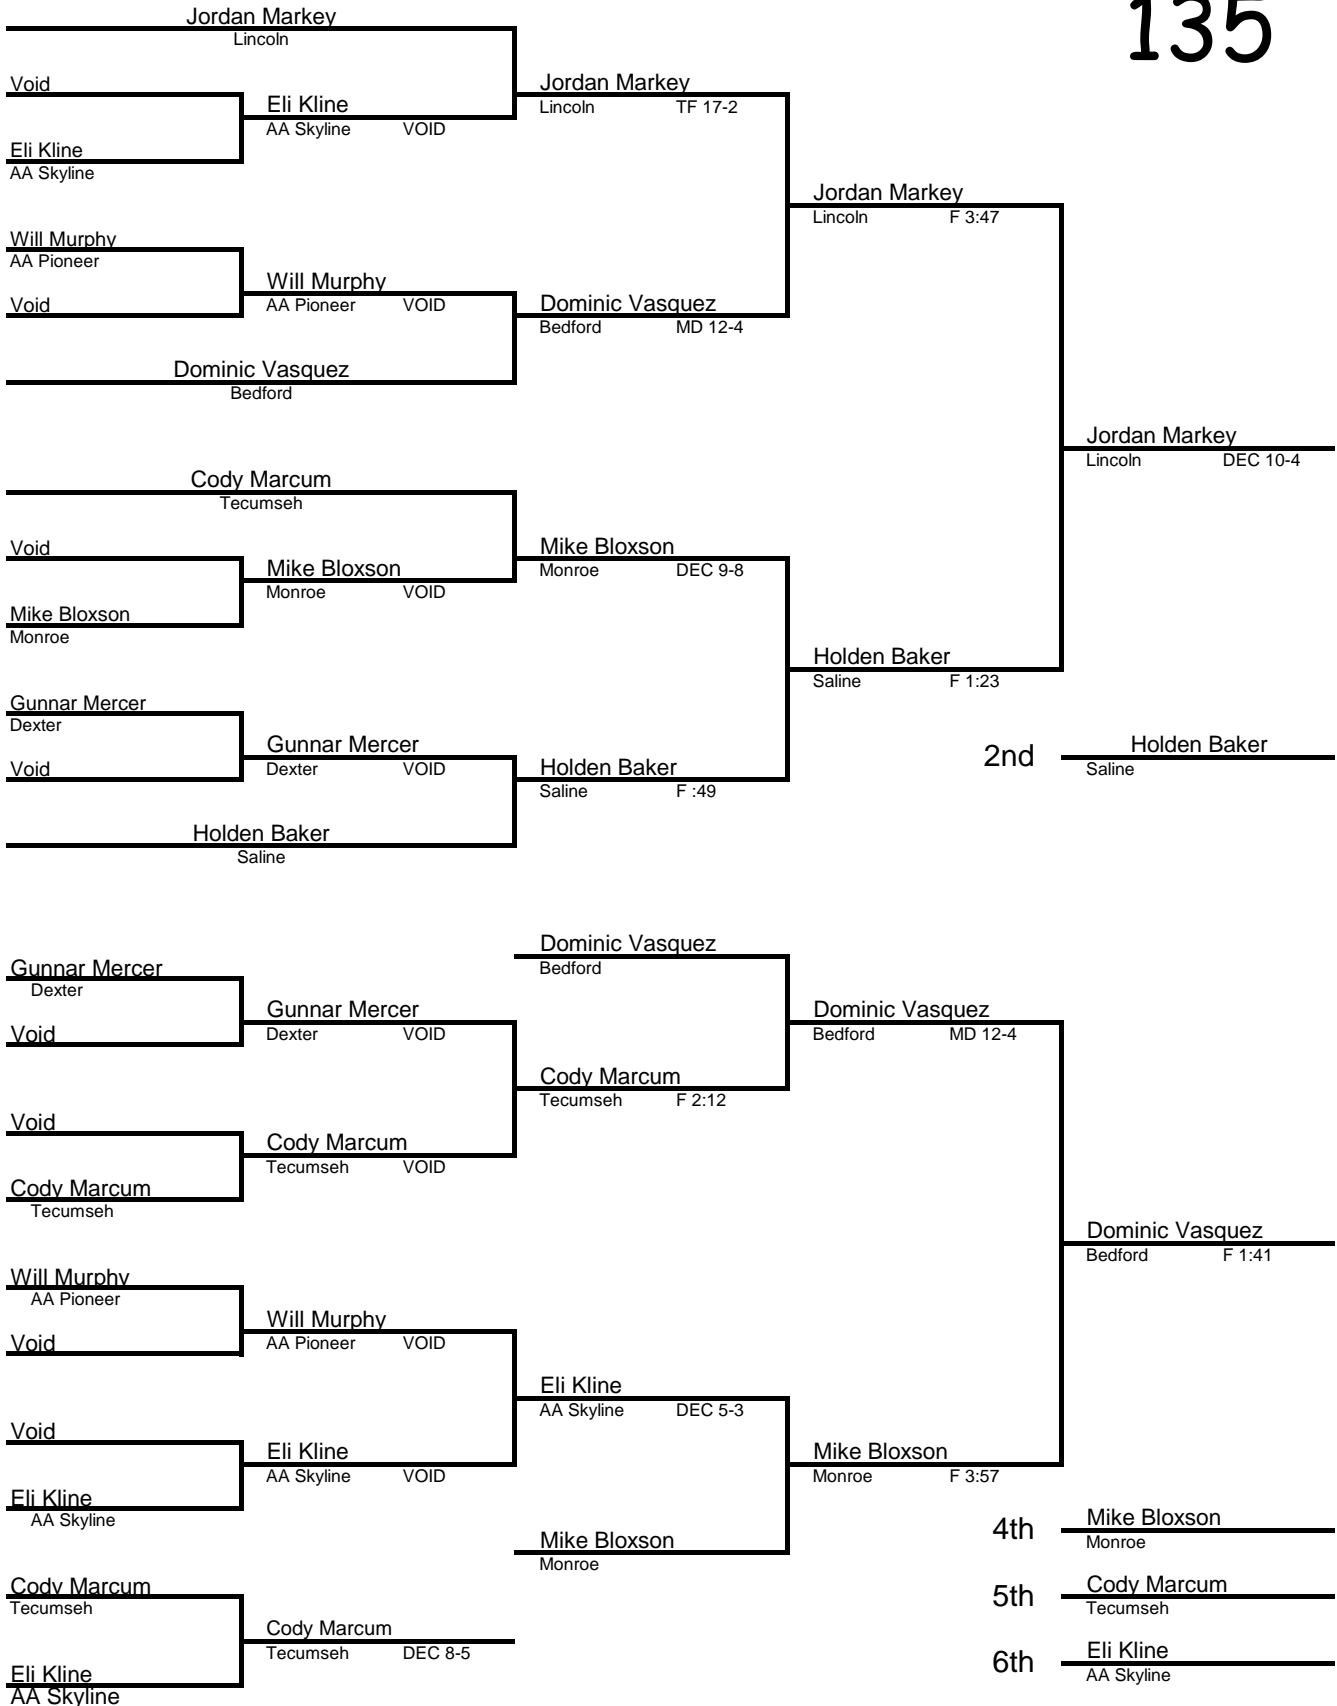 135
Jordan Markey
Lincoln
Void
Eli Kline
AA Skyline VOID
Jordan Markey
Lincoln TF 17-2
Eli Kline
AA Skyline
Jordan Markey
Lincoln F 3:47
Will Murphy
AA Pioneer
Will Murphy
AA Pioneer VOID
Void
Dominic Vasquez
Bedford MD 12-4
Dominic Vasquez
Bedford
Jordan Markey
Lincoln DEC 10-4
Cody Marcum
Tecumseh
Void
Mike Bloxson
Monroe VOID
Mike Bloxson
Monroe DEC 9-8
Mike Bloxson
Monroe
Holden Baker
Saline F 1:23
Gunnar Mercer
Dexter
Gunnar Mercer
Dexter VOID
Void
Holden Baker
Saline F :49
2nd Holden Baker
Saline
Holden Baker
Saline
Dominic Vasquez
Bedford
Gunnar Mercer
Dexter
Gunnar Mercer
Dexter VOID
Void
Dominic Vasquez
Bedford MD 12-4
Cody Marcum
Tecumseh F 2:12
Void
Cody Marcum
Tecumseh VOID
Cody Marcum
Tecumseh
Dominic Vasquez
Bedford F 1:41
Will Murphy
AA Pioneer
Will Murphy
AA Pioneer VOID
Void
Eli Kline
AA Skyline DEC 5-3
Void
Eli Kline
AA Skyline VOID
Mike Bloxson
Monroe F 3:57
Eli Kline
AA Skyline
Mike Bloxson
Monroe
4th Mike Bloxson
Monroe
Cody Marcum
Tecumseh
5th Cody Marcum
Tecumseh
Cody Marcum
Tecumseh DEC 8-5
6th Eli Kline
AA Skyline
Eli Kline
AA Skyline